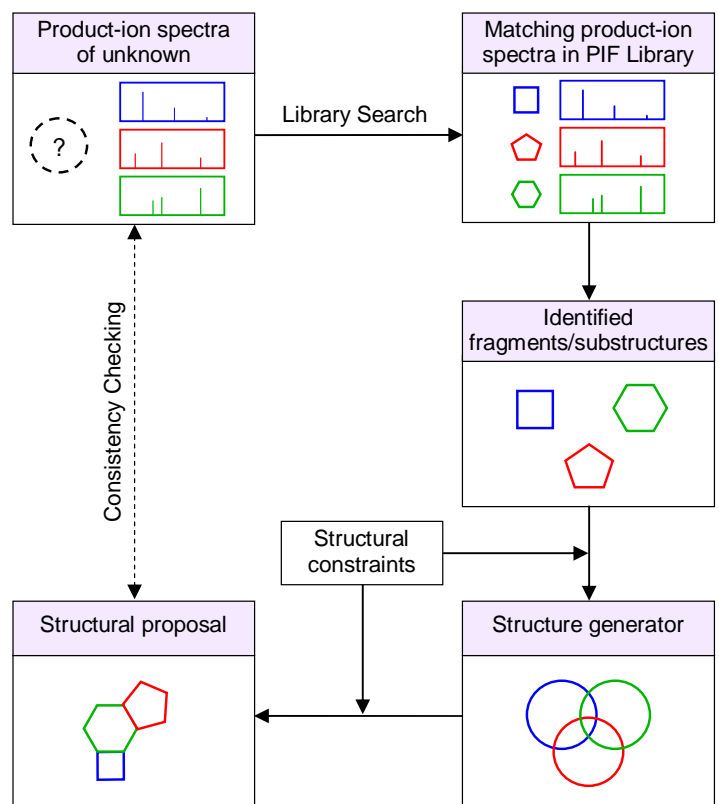 Product-ion spectra
of unknown
?
Library Search
Matching product-ion
spectra in PIF Library
Identified
fragments/substructures
Consistency Checking
Structural
constraints
Structural proposal
Structure generator